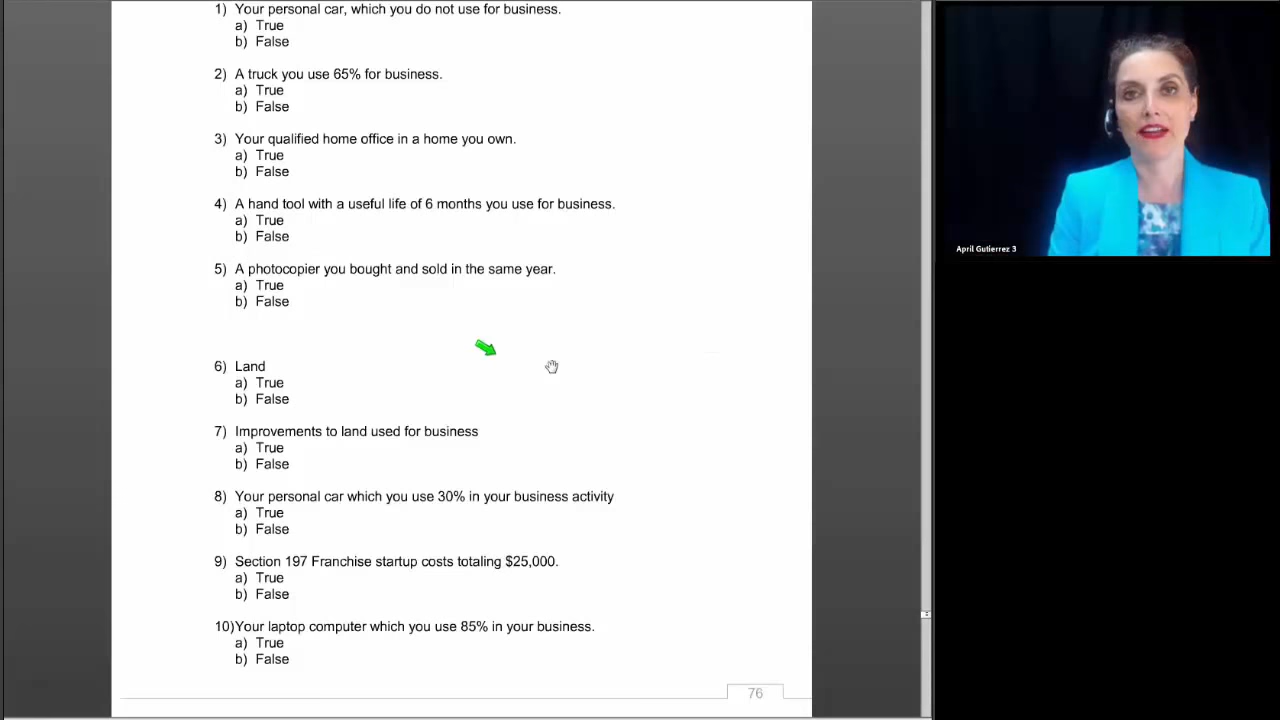 1) Your personal car, which you do not use for business.
a) True
b) False
2) A truck you use 65% for business.
a) True
b) False
3) Your qualified home office in a home you own.
a) True
b) False
4) A hand tool with a useful life of 6 months you use for business.
a) True
b) False
5) A photocopier you bought and sold in the same year.
a) True
b) False
6) Land
a) True
b) False
7) Improvements to land used for business
a) True
b) False
8) Your personal car which you use 30% in your business activity
a) True
b) False
9) Section 197 Franchise startup costs totaling $25,000.
a) True
b) False
10)Your laptop computer which you use 85% in your business.
a) True
b) False
76
April Gutierrez 3